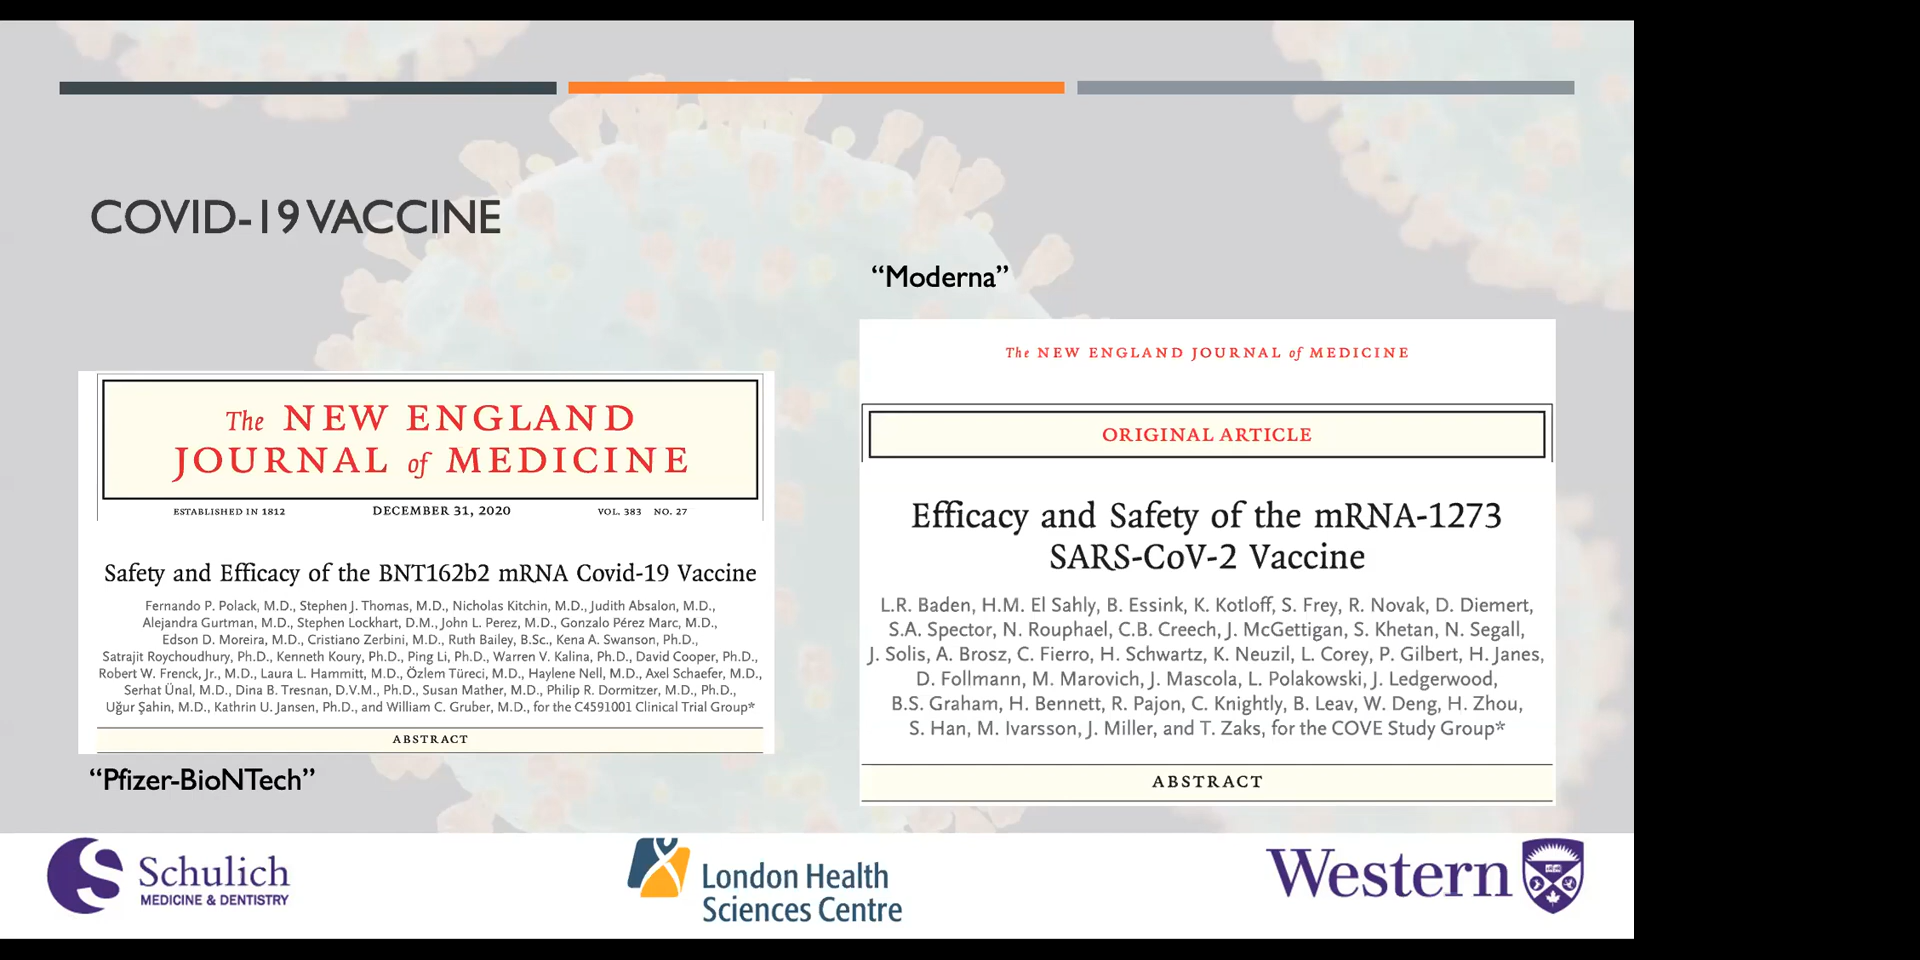 COVID-19 VACCINE
“Moderna”
The NEW ENGLAND JOURNAL of MEDICINE
ORIGINAL ARTICLE
Efficacy and Safety of the mRNA-1273
SARS-CoV-2 Vaccine
L.R. Baden, H.M. El Sahly, B. Essink, K. Kotloff, S. Frey, R. Novak, D. Diemert,
S.A. Spector, N. Rouphael, C.B. Creech, J. McGettigan, S. Khetan, N. Segall,
J. Solis, A. Brosz, C. Fierro, H. Schwartz, K. Neuzil, L. Corey, P. Gilbert, H. Janes,
D. Follmann, M. Marovich, J. Mascola, L. Polakowski, J. Ledgerwood,
B.S. Graham, H. Bennett, R. Pajon, C. Knightly, B. Leav, W. Deng, H. Zhou,
S. Han, M. Ivarsson, J. Miller, and T. Zaks, for the COVE Study Group*
ABSTRACT
The NEW ENGLAND
JOURNAL of MEDICINE
ESTABLISHED IN 1812 DECEMBER 31, 2020 VOL. 383 NO. 27
Safety and Efficacy of the BNT162b2 mRNA Covid-19 Vaccine
Fernando P. Polack, M.D., Stephen J. Thomas, M.D., Nicholas Kitchin, M.D., Judith Absalon, M.D.,
Alejandra Gurtman, M.D., Stephen Lockhart, D.M., John L. Perez, M.D., Gonzalo Pérez Marc, M.D.,
Edson D. Moreira, M.D., Cristiano Zerbini, M.D., Ruth Bailey, B.Sc., Kena A. Swanson, Ph.D.,
Satrajit Roychoudhury, Ph.D., Kenneth Koury, Ph.D., Ping Li, Ph.D., Warren V. Kalina, Ph.D., David Cooper, Ph.D.,
Robert W. Frenck, Jr., M.D., Laura L. Hammitt, M.D., Özlem Türeci, M.D., Haylene Nell, M.D., Axel Schaefer, M.D.,
Serhat Ünal, M.D., Dina B. Tresnan, D.V.M., Ph.D., Susan Mather, M.D., Philip R. Dormitzer, M.D., Ph.D.,
Uğur Şahin, M.D., Kathrin U. Jansen, Ph.D., and William C. Gruber, M.D., for the C4591001 Clinical Trial Group*
ABSTRACT
“Pfizer-BioNTech”
Schulich
MEDICINE & DENTISTRY
London Health
Sciences Centre
Western